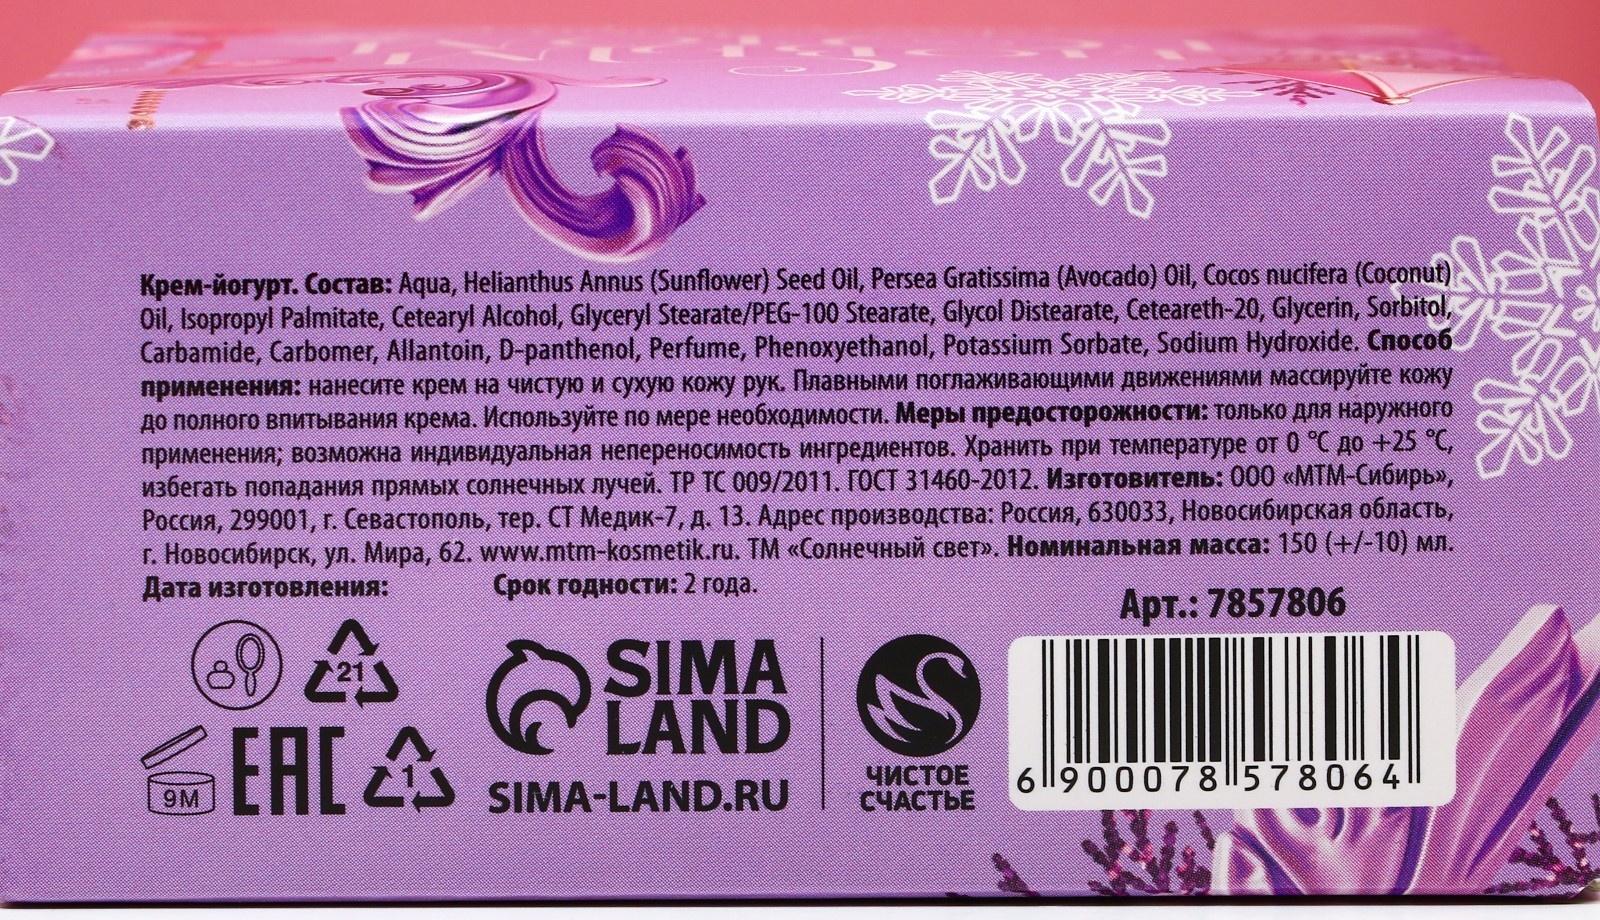 Крем-йогурт. Состав: Aqua, Helianthus Annus (Sunflower) Seed Oil, Persea Gratissima (Avocado) Oil, Cocos nucifera (Coconut)
Oil, Isopropyl Palmitate, Cetearyl Alcohol, Glyceryl Stearate/PEG-100 Stearate, Glycol Distearate, Ceteareth-20, Glycerin, Sorbitol,
Carbamide, Carbomer, Allantoin, D-panthenol, Perfume, Phenoxyethanol, Potassium Sorbate, Sodium Hydroxide. Способ
применения: нанесите крем на чистую и сухую кожу рук. Плавными поглаживающими движениями массируйте кожу
до полного впитывания крема. Используйте по мере необходимости. Меры предосторожности: только для наружного
применения; возможна индивидуальная непереносимость ингредиентов. Хранить при температуре от 0 °C до +25 °C,
избегать попадания прямых солнечных лучей. ТР ТС 009/2011. ГОСТ 31460-2012. Изготовитель: ООО «МТМ-Сибирь»,
Россия, 299001, г. Севастополь, тер. СТ Медик-7, д. 13. Адрес производства: Россия, 630033, Новосибирская область,
г. Новосибирск, ул. Мира, 62. www.mtm-kosmetik.ru. ТМ «Солнечный свет». Номинальная масса: 150 (+/-10) мл.
Дата изготовления: Срок годности: 2 года.
Арт.: 7857806
21
SIMA
LAND
9M
EAC
1
SIMA-LAND.RU
ЧИСТОЕ
СЧАСТЬЕ
6 900078 578064